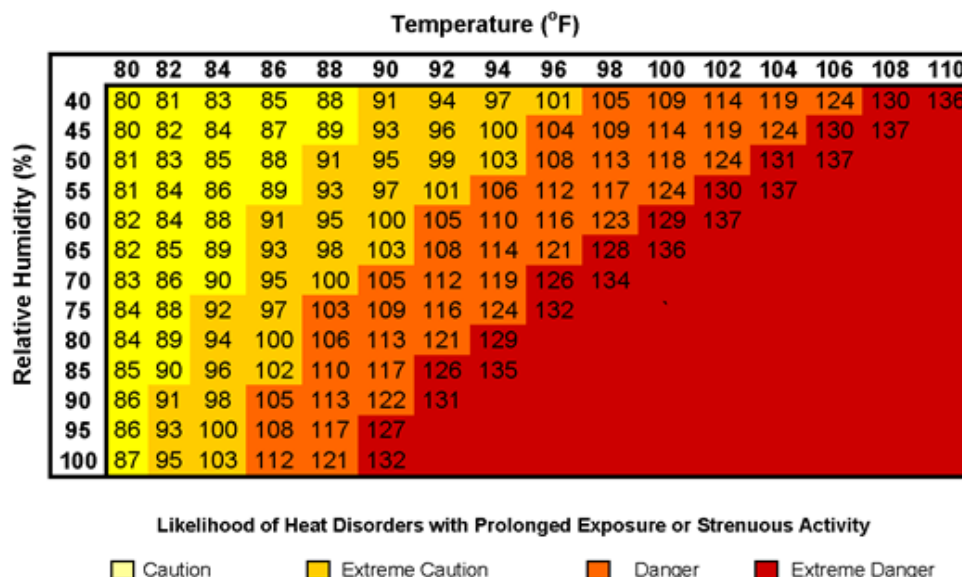 Temperature (°F)
80 82 84 86 88 90 92 94 96 98 100 102 104 106 108 110
Relative Humidity (%)
40 80 81 83 85 88 91 94 97 101 105 109 114 119 124 130 136
45 80 82 84 87 89 93 96 100 104 109 114 119 124 130 137
50 81 83 85 88 91 95 99 103 108 113 118 124 131 137
55 81 84 86 89 93 97 101 106 112 117 124 130 137
60 82 84 88 91 95 100 105 110 116 123 129 137
65 82 85 89 93 98 103 108 114 121 128 136
70 83 86 90 95 100 105 112 119 126 134
75 84 88 92 97 103 109 116 124 132
80 84 89 94 100 106 113 121 129
85 85 90 96 102 110 117 126 135
90 86 91 98 105 113 122 131
95 86 93 100 108 117 127
100 87 95 103 112 121 132
Likelihood of Heat Disorders with Prolonged Exposure or Strenuous Activity
Caution Extreme Caution Danger Extreme Danger